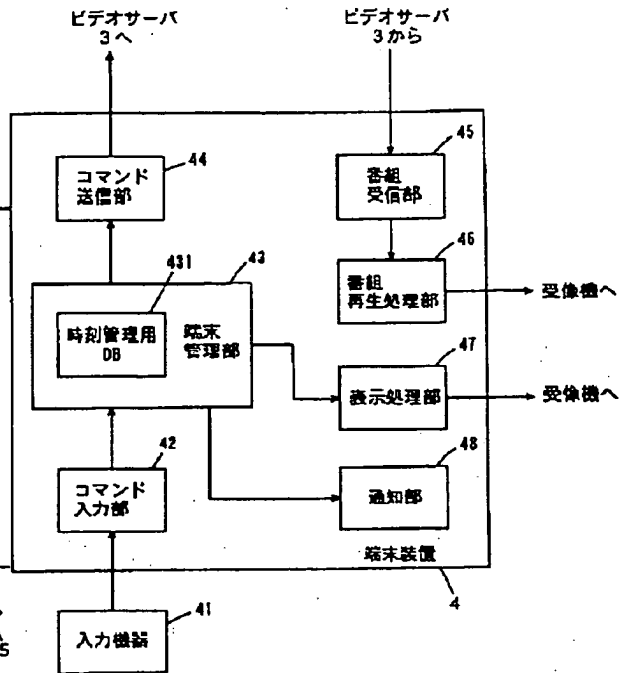 ビデオサーバ
3へ
ビデオサーバ
3から
44
コマンド
送信部
45
番組
受信部
43
431
時刻管理用
DB
端末
管理部
46
番組
再生処理部
受像機へ
47
表示処理部
受像機へ
42
コマンド
入力部
48
通知部
端末装置
4
41
入力機器
5